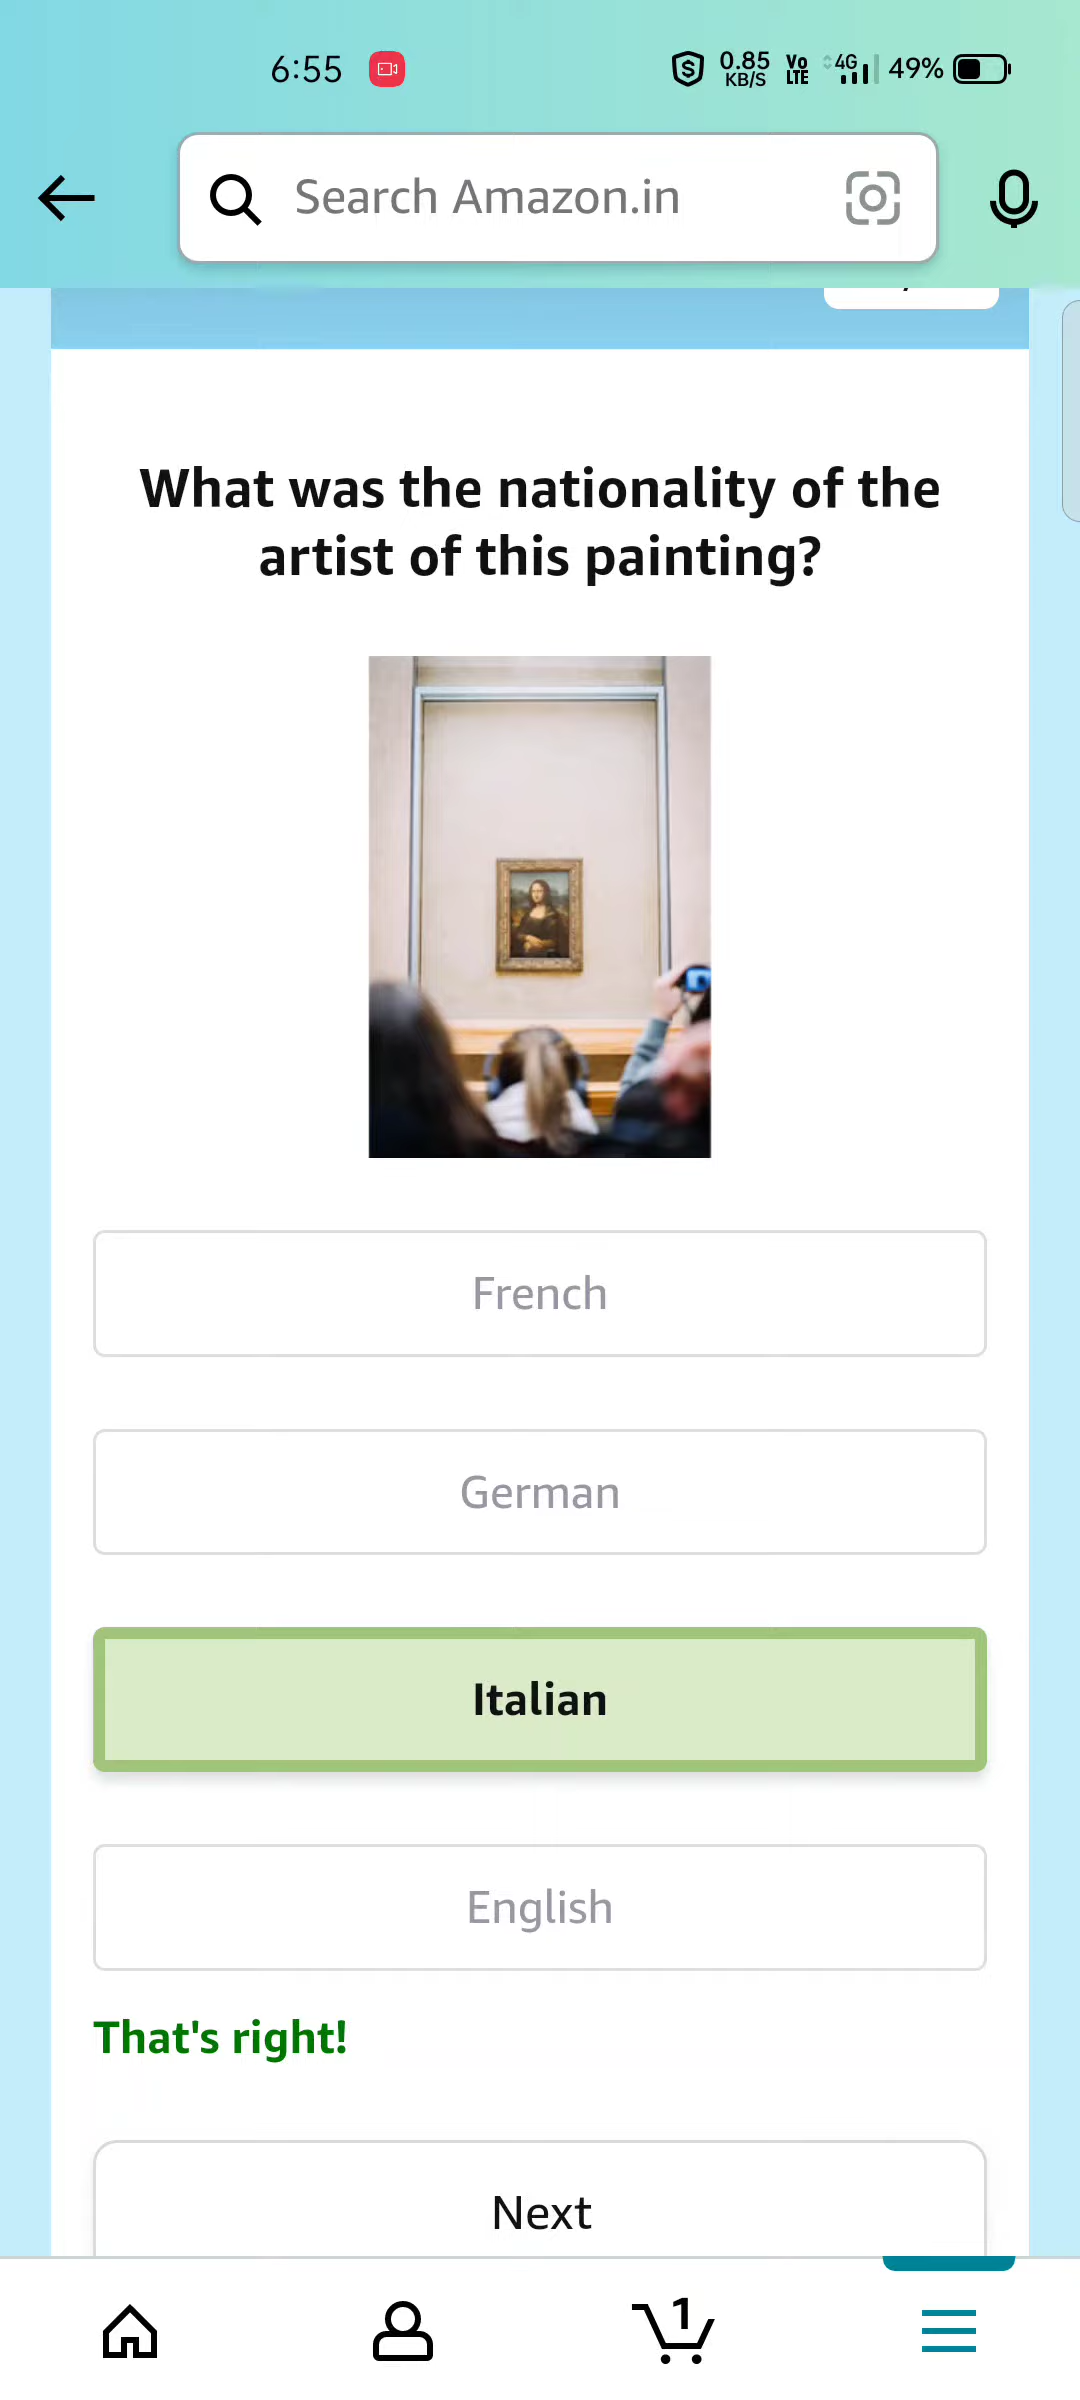 6:55
0.85
KB/S
Vo
LTE
4G
49%
Search Amazon.in
What was the nationality of the
artist of this painting?
French
German
Italian
English
That's right!
Next
1